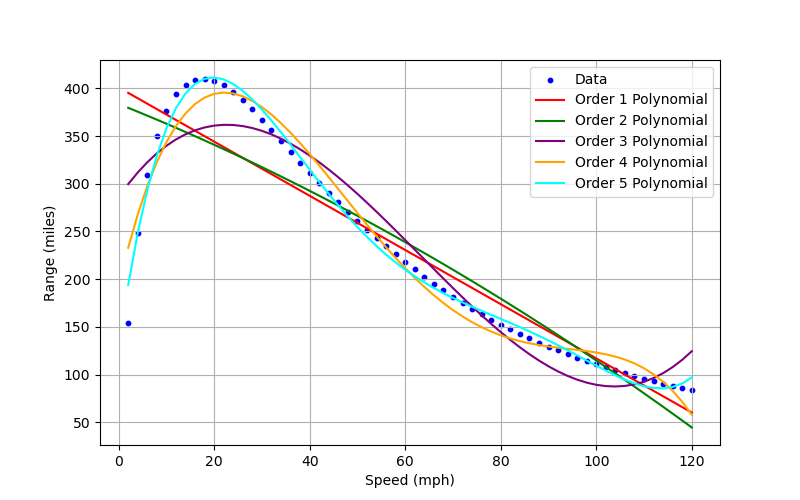 400
350
300
250
200
150
100
50
Range (miles)
0 20 40 60 80 100 120
Speed (mph)
Data
Order 1 Polynomial
Order 2 Polynomial
Order 3 Polynomial
Order 4 Polynomial
Order 5 Polynomial